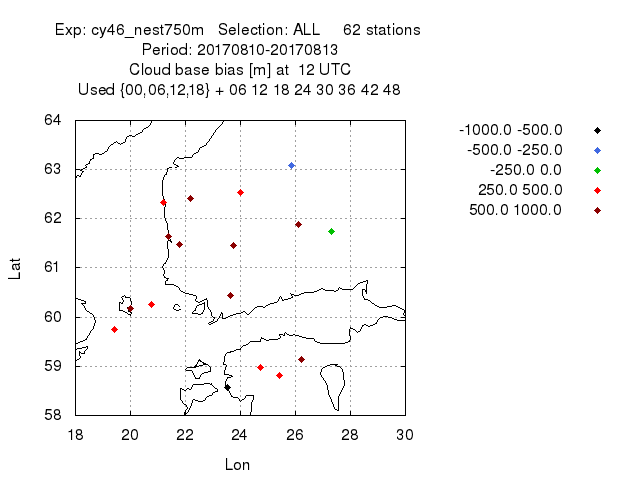 Exp: cy46_nest750m Selection: ALL 62 stations
Period: 20170810-20170813
Cloud base bias [m] at 12 UTC
Used {00,06,12,18} + 06 12 18 24 30 36 42 48
64
63
62
61
60
59
58
Lat
18 20 22 24 26 28 30
Lon
-1000.0 -500.0
-500.0 -250.0
-250.0 0.0
250.0 500.0
500.0 1000.0